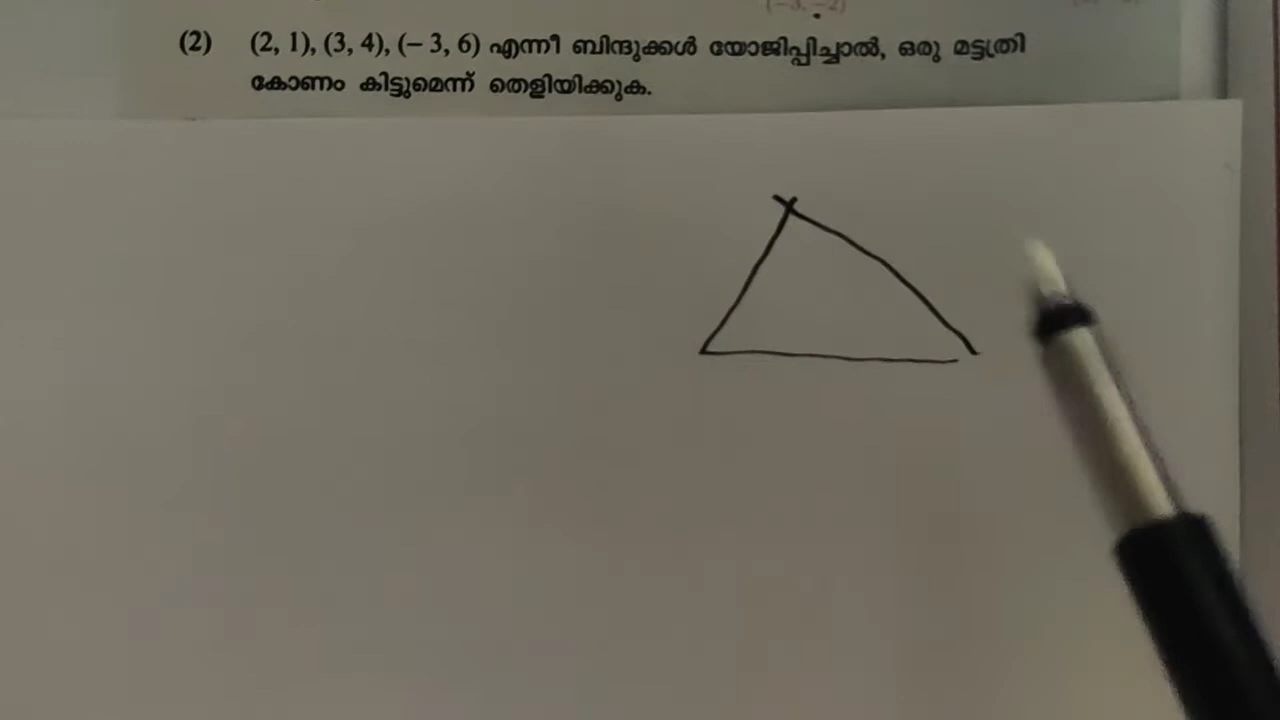 (2) (2, 1), (3, 4), (– 3, 6) എന്നീ ബിന്ദുക്കൾ യോജിപ്പിച്ചാൽ, ഒരു മട്ടത്രി
കോണം കിട്ടുമെന്ന് തെളിയിക്കുക.